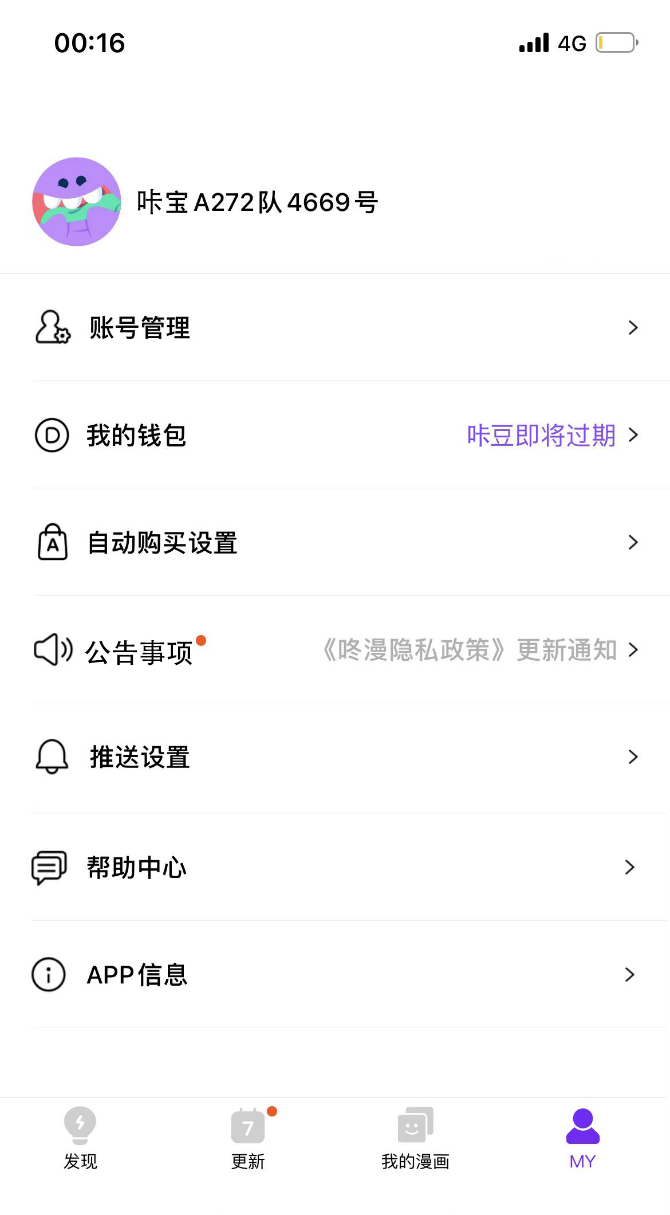 00:16
4G
咔宝A272队4669号
账号管理
我的钱包
咔豆即将过期
自动购买设置
公告事项
《咚漫隐私政策》更新通知
推送设置
帮助中心
APP信息
发现
7
更新
我的漫画
MY